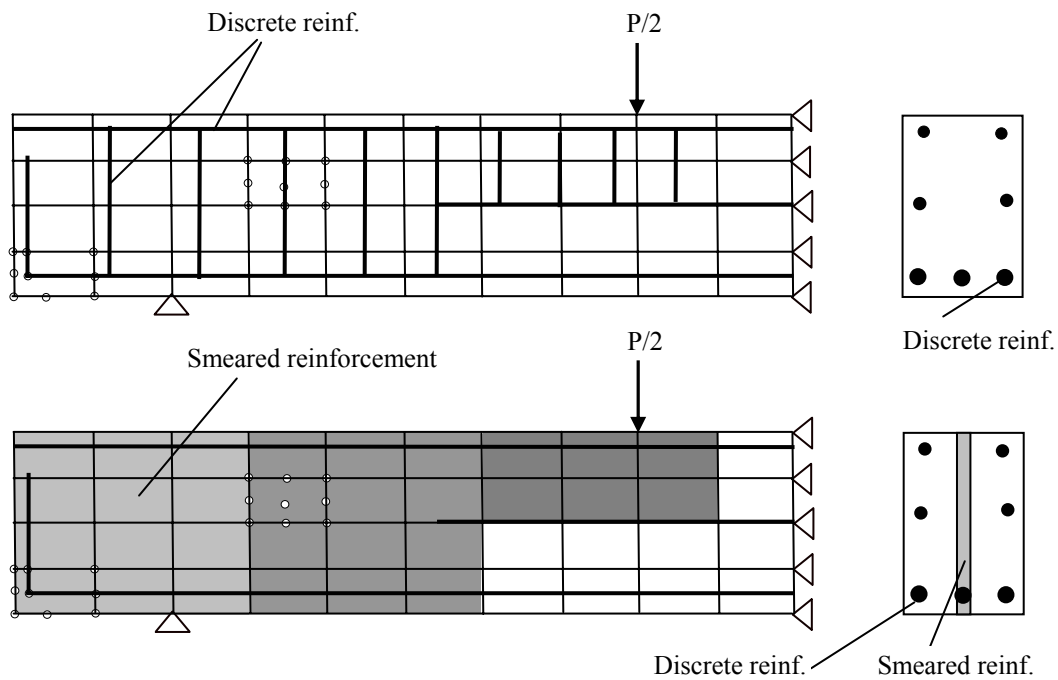 Discrete reinf.
P/2
Discrete reinf.
Smeared reinforcement
P/2
Discrete reinf.
Smeared reinf.